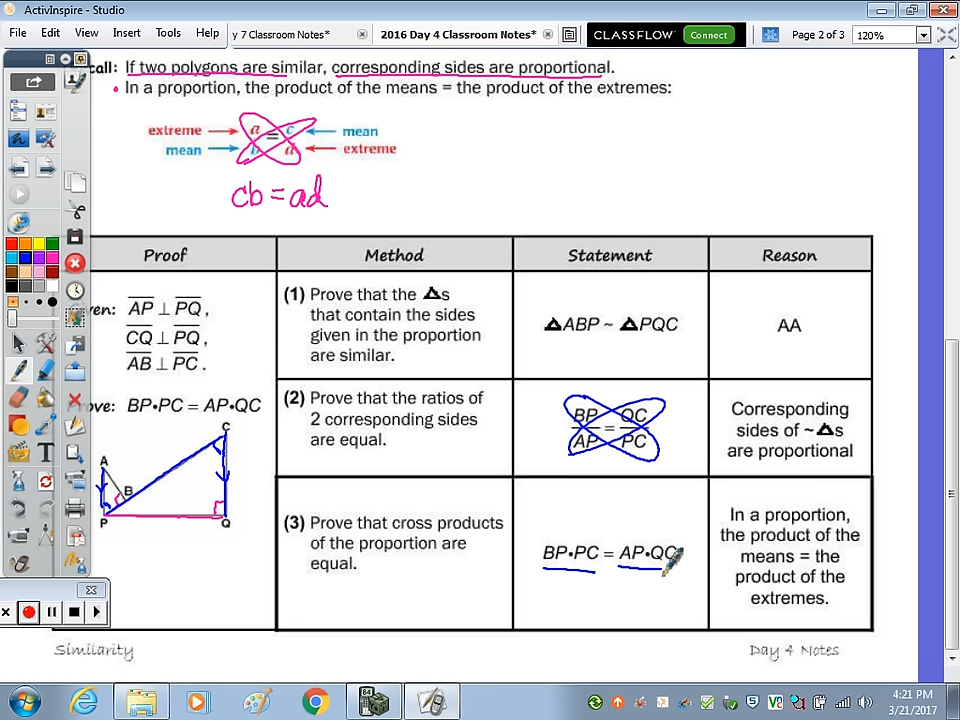 ActivInspire - Studio
File Edit View Insert Tools Help
y 7 Classroom Notes*
2016 Day 4 Classroom Notes*
CLASSFLOW Connect
Page 2 of 3
120%
call: If two polygons are similar, corresponding sides are proportional.
• In a proportion, the product of the means = the product of the extremes:
extreme → a = c ← mean
mean → b d ← extreme
cb = ad
Proof Method Statement Reason
ven: AP ⊥ PQ,
CQ ⊥ PQ,
AB ⊥ PC.
ove: BP•PC = AP•QC
C
A
B
P
Q
(1) Prove that the Δs
that contain the sides
given in the proportion
are similar.
ΔABP ~ ΔPQC
AA
(2) Prove that the ratios of
2 corresponding sides
are equal.
BP = QC
AP PC
Corresponding
sides of ~Δs
are proportional
(3) Prove that cross products
of the proportion are
equal.
BP•PC = AP•QC
In a proportion,
the product of the
means = the
product of the
extremes.
Similarity
Day 4 Notes
4:21 PM
3/21/2017